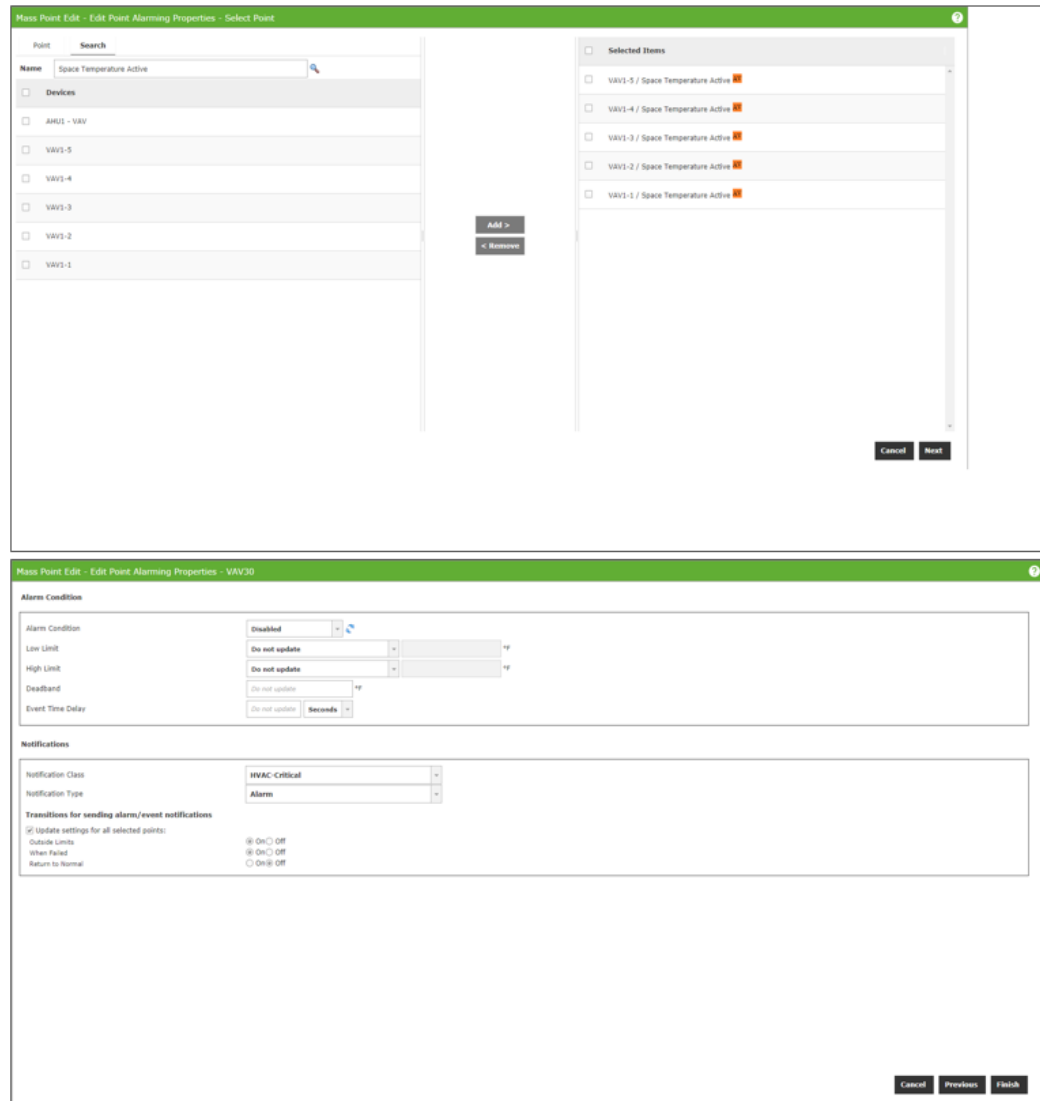 Mass Point Edit - Edit Point Alarming Properties - Select Point
?
Point Search
Name Space Temperature Active
Devices
AHU1 - VAV
VAV1-5
VAV1-4
VAV1-3
VAV1-2
VAV1-1
Add >
< Remove
Selected Items
VAV1-5 / Space Temperature Active AT
VAV1-4 / Space Temperature Active AT
VAV1-3 / Space Temperature Active AT
VAV1-2 / Space Temperature Active AT
VAV1-1 / Space Temperature Active AT
Cancel Next
Mass Point Edit - Edit Point Alarming Properties - VAV30
?
Alarm Condition
Alarm Condition Disabled
Low Limit Do not update °F
High Limit Do not update °F
Deadband Do not update °F
Event Time Delay Do not update Seconds
Notifications
Notification Class HVAC-Critical
Notification Type Alarm
Transitions for sending alarm/event notifications
Update settings for all selected points:
Outside Limits On Off
When Failed On Off
Return to Normal On Off
Cancel Previous Finish